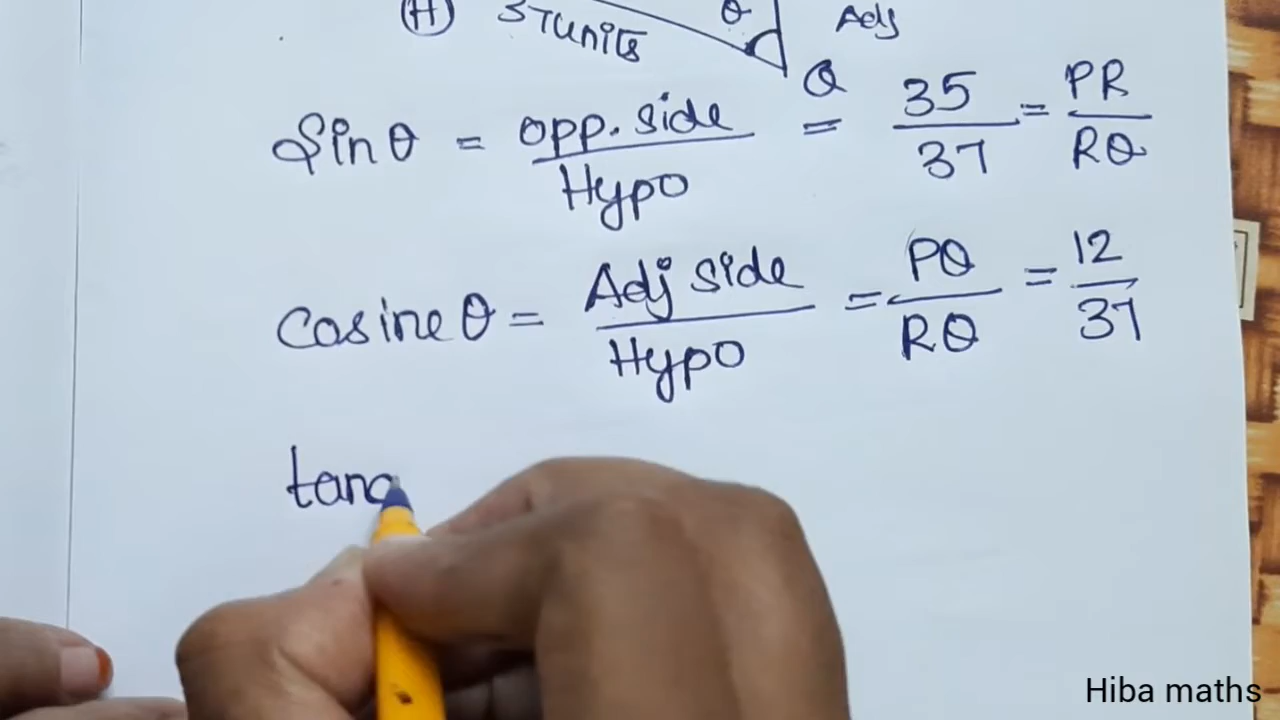 (H) 37units θ Adj
Q
Sin θ = opp. side / Hypo = 35 / 37 = PR / RQ
Cosine θ = Adj side / Hypo = PQ / RQ = 12 / 37
tang
Hiba maths